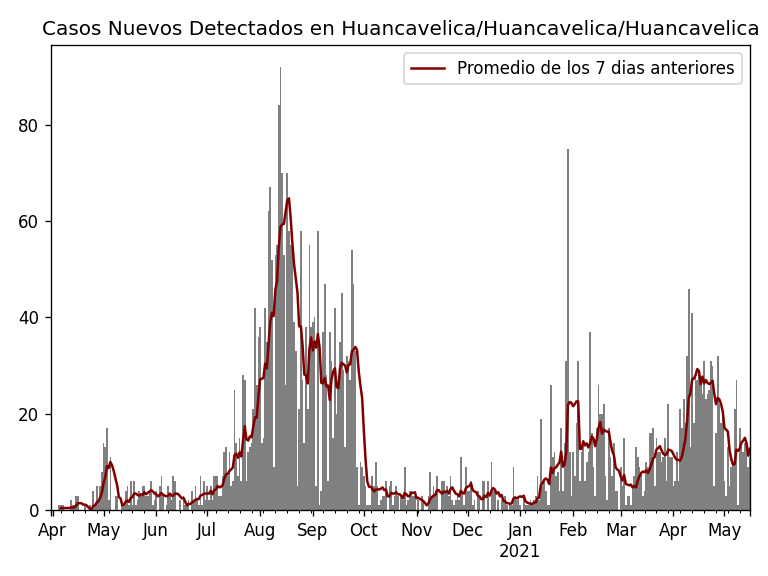 Casos Nuevos Detectados en Huancavelica/Huancavelica/Huancavelica
Promedio de los 7 dias anteriores
80
60
40
20
0
Apr May Jun Jul Aug Sep Oct Nov Dec Jan Feb Mar Apr May
2021